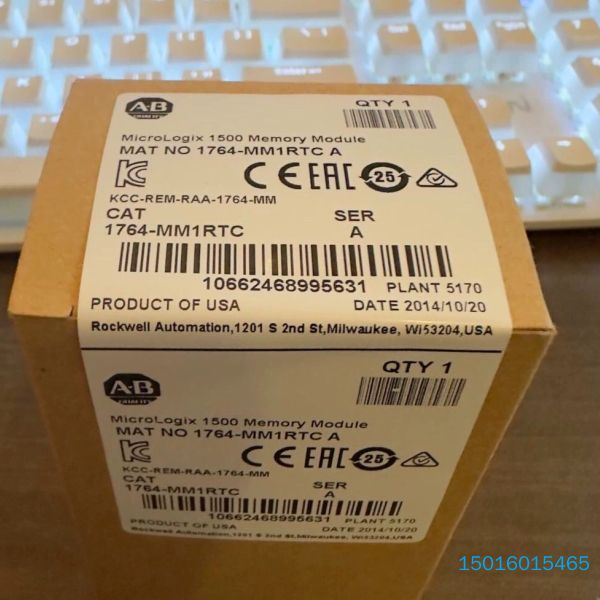 A-B
QUALITY
QTY 1
MicroLogix 1500 Memory Module
MAT NO 1764-MM1RTC A
KCC-REM-RAA-1764-MM
CE EAC 25
CAT SER
1764-MM1RTC A
10662468995631 PLANT 5170
PRODUCT OF USA DATE 2014/10/20
Rockwell Automation,1201 S 2nd St,Milwaukee, WI53204,USA
A-B
QUALITY
QTY 1
MicroLogix 1500 Memory Module
MAT NO 1764-MM1RTC A
CE EAC 25
KCC-REM-RAA-1764-MM
CAT SER
1764-MM1RTC A
10662468995631 PLANT 5170
PRODUCT OF USA DATE 2014/10/20
Rockwell Automation,1201 S 2nd St,Milwaukee, WI53204,USA
15016015465